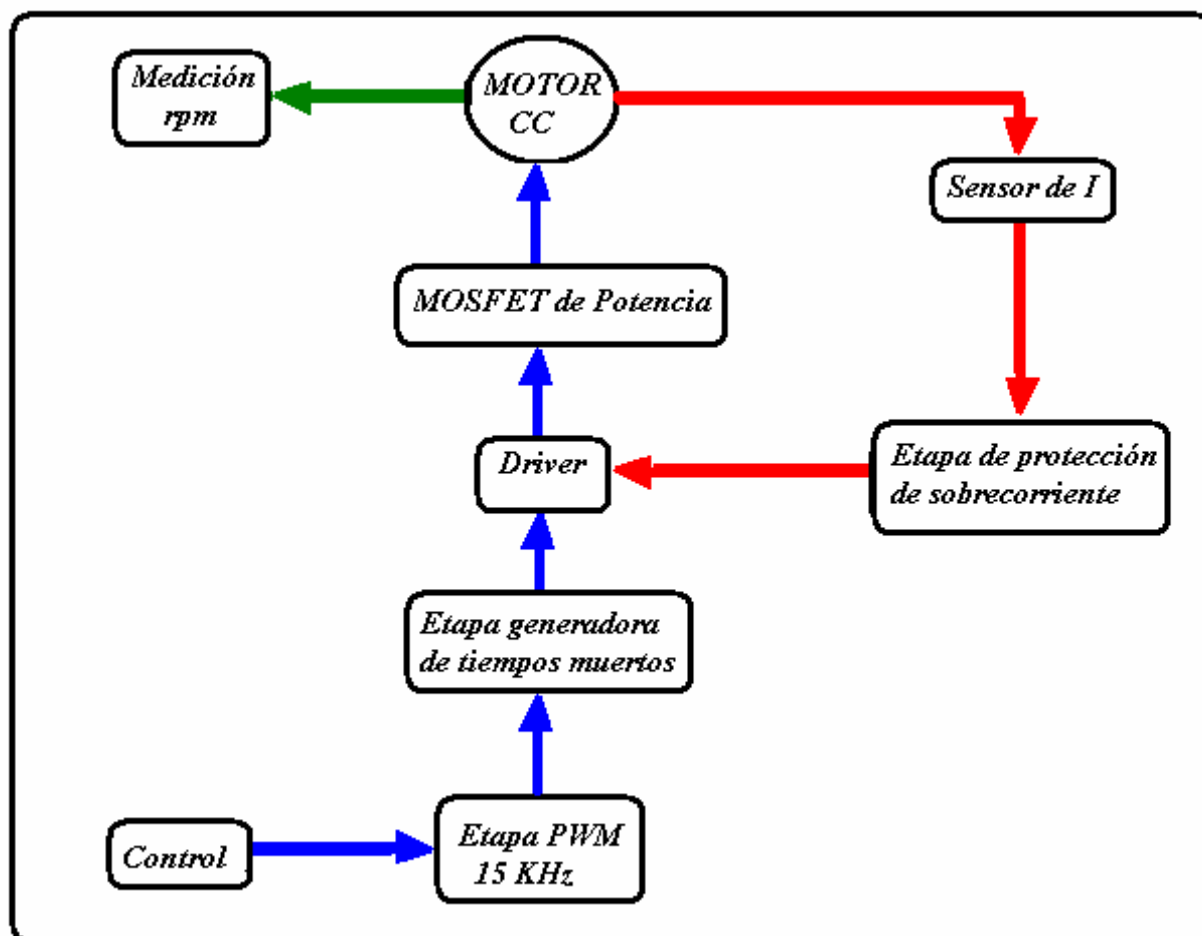 Medición
rpm
MOTOR
CC
Sensor de I
MOSFET de Potencia
Driver
Etapa de protección
de sobrecorriente
Etapa generadora
de tiempos muertos
Control
Etapa PWM
15 KHz